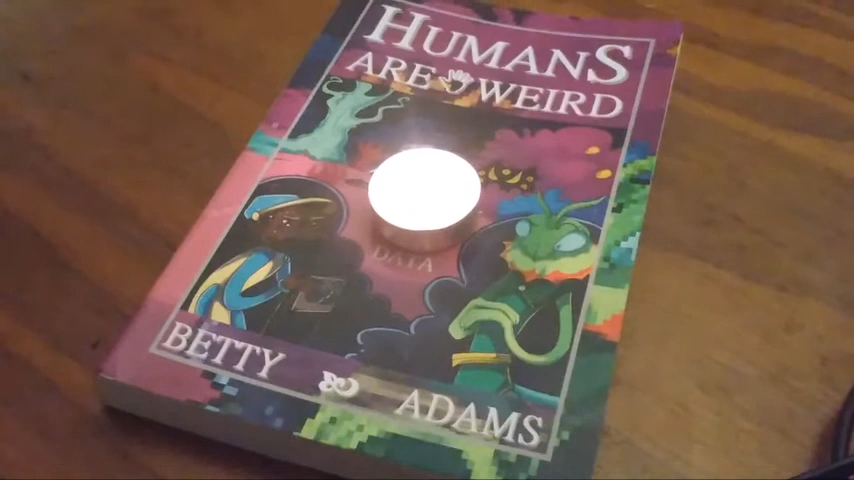 HUMANS
ARE WEIRD
DATA
BETTY
ADAMS